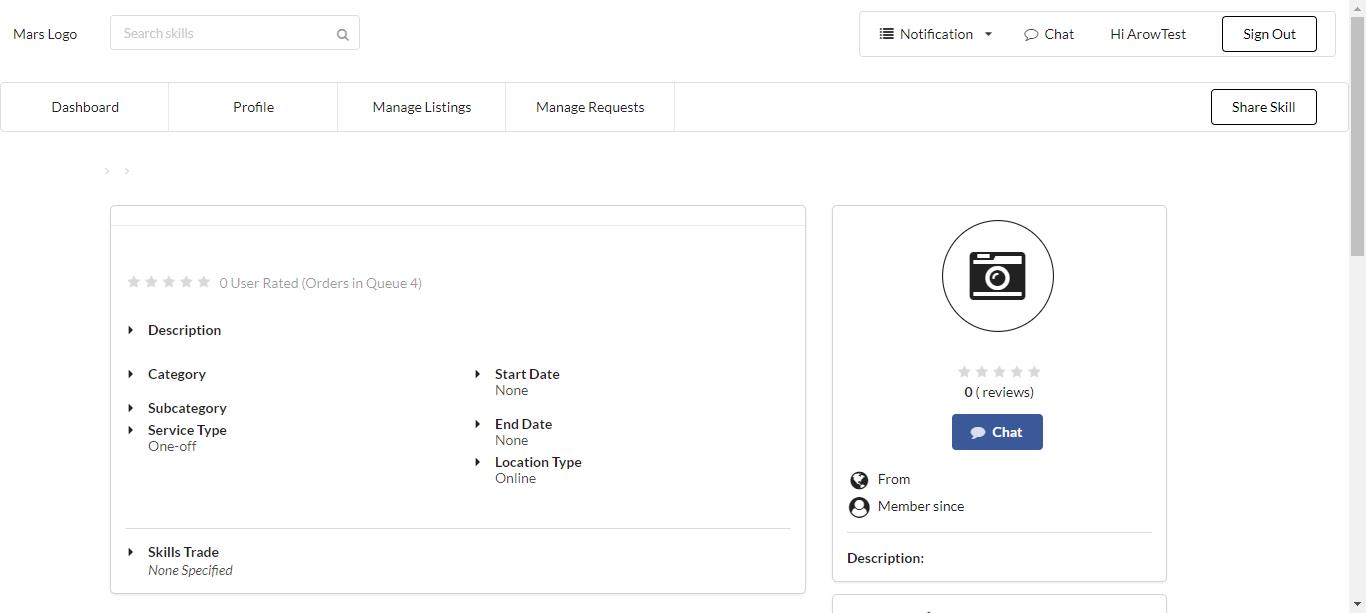 Mars Logo
Search skills
Notification
Chat
Hi ArowTest
Sign Out
Dashboard
Profile
Manage Listings
Manage Requests
Share Skill
0 User Rated (Orders in Queue 4)
Description
Category
Subcategory
Service Type
One-off
Start Date
None
End Date
None
Location Type
Online
Skills Trade
None Specified
0 ( reviews)
Chat
From
Member since
Description: